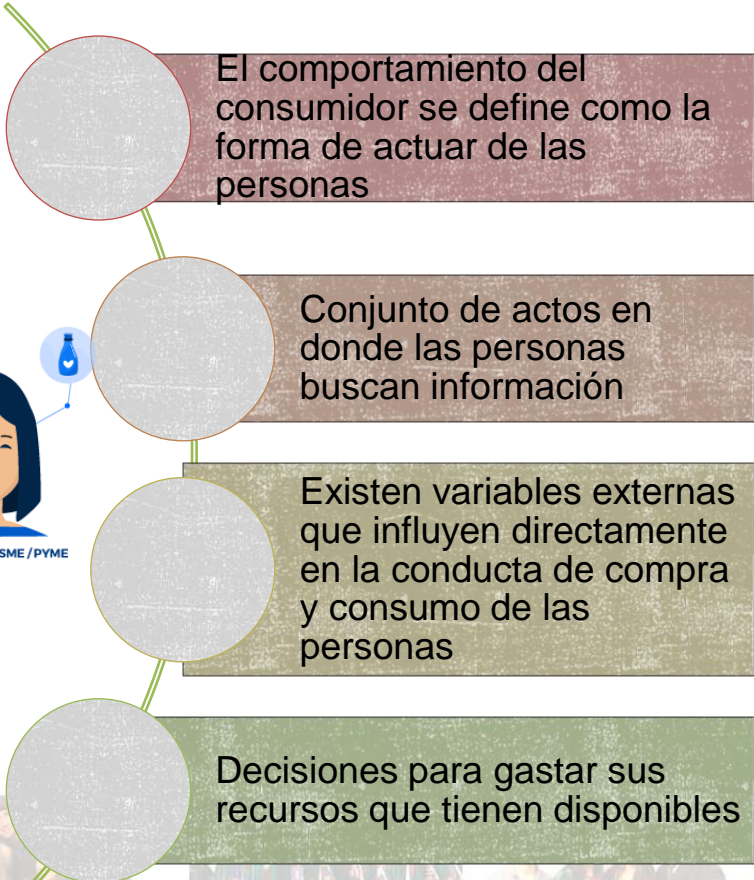 El comportamiento del
consumidor se define como la
forma de actuar de las
personas
Conjunto de actos en
donde las personas
buscan información
SME / PYME
Existen variables externas
que influyen directamente
en la conducta de compra
y consumo de las
personas
Decisiones para gastar sus
recursos que tienen disponibles